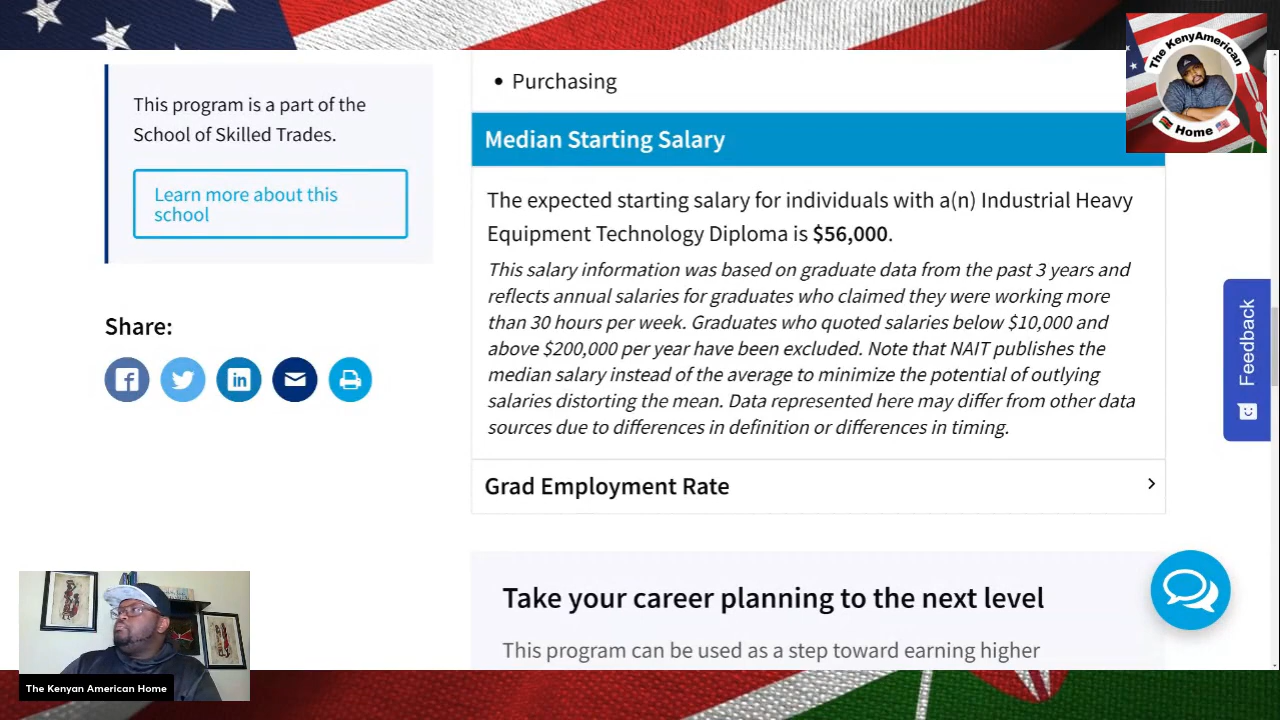 This program is a part of the
School of Skilled Trades.
Learn more about this
school
Share:
• Purchasing
Median Starting Salary
The expected starting salary for individuals with a(n) Industrial Heavy
Equipment Technology Diploma is $56,000.
This salary information was based on graduate data from the past 3 years and
reflects annual salaries for graduates who claimed they were working more
than 30 hours per week. Graduates who quoted salaries below $10,000 and
above $200,000 per year have been excluded. Note that NAIT publishes the
median salary instead of the average to minimize the potential of outlying
salaries distorting the mean. Data represented here may differ from other data
sources due to differences in definition or differences in timing.
Grad Employment Rate
Take your career planning to the next level
This program can be used as a step toward earning higher
The KenyAmerican
Home
Feedback
The Kenyan American Home